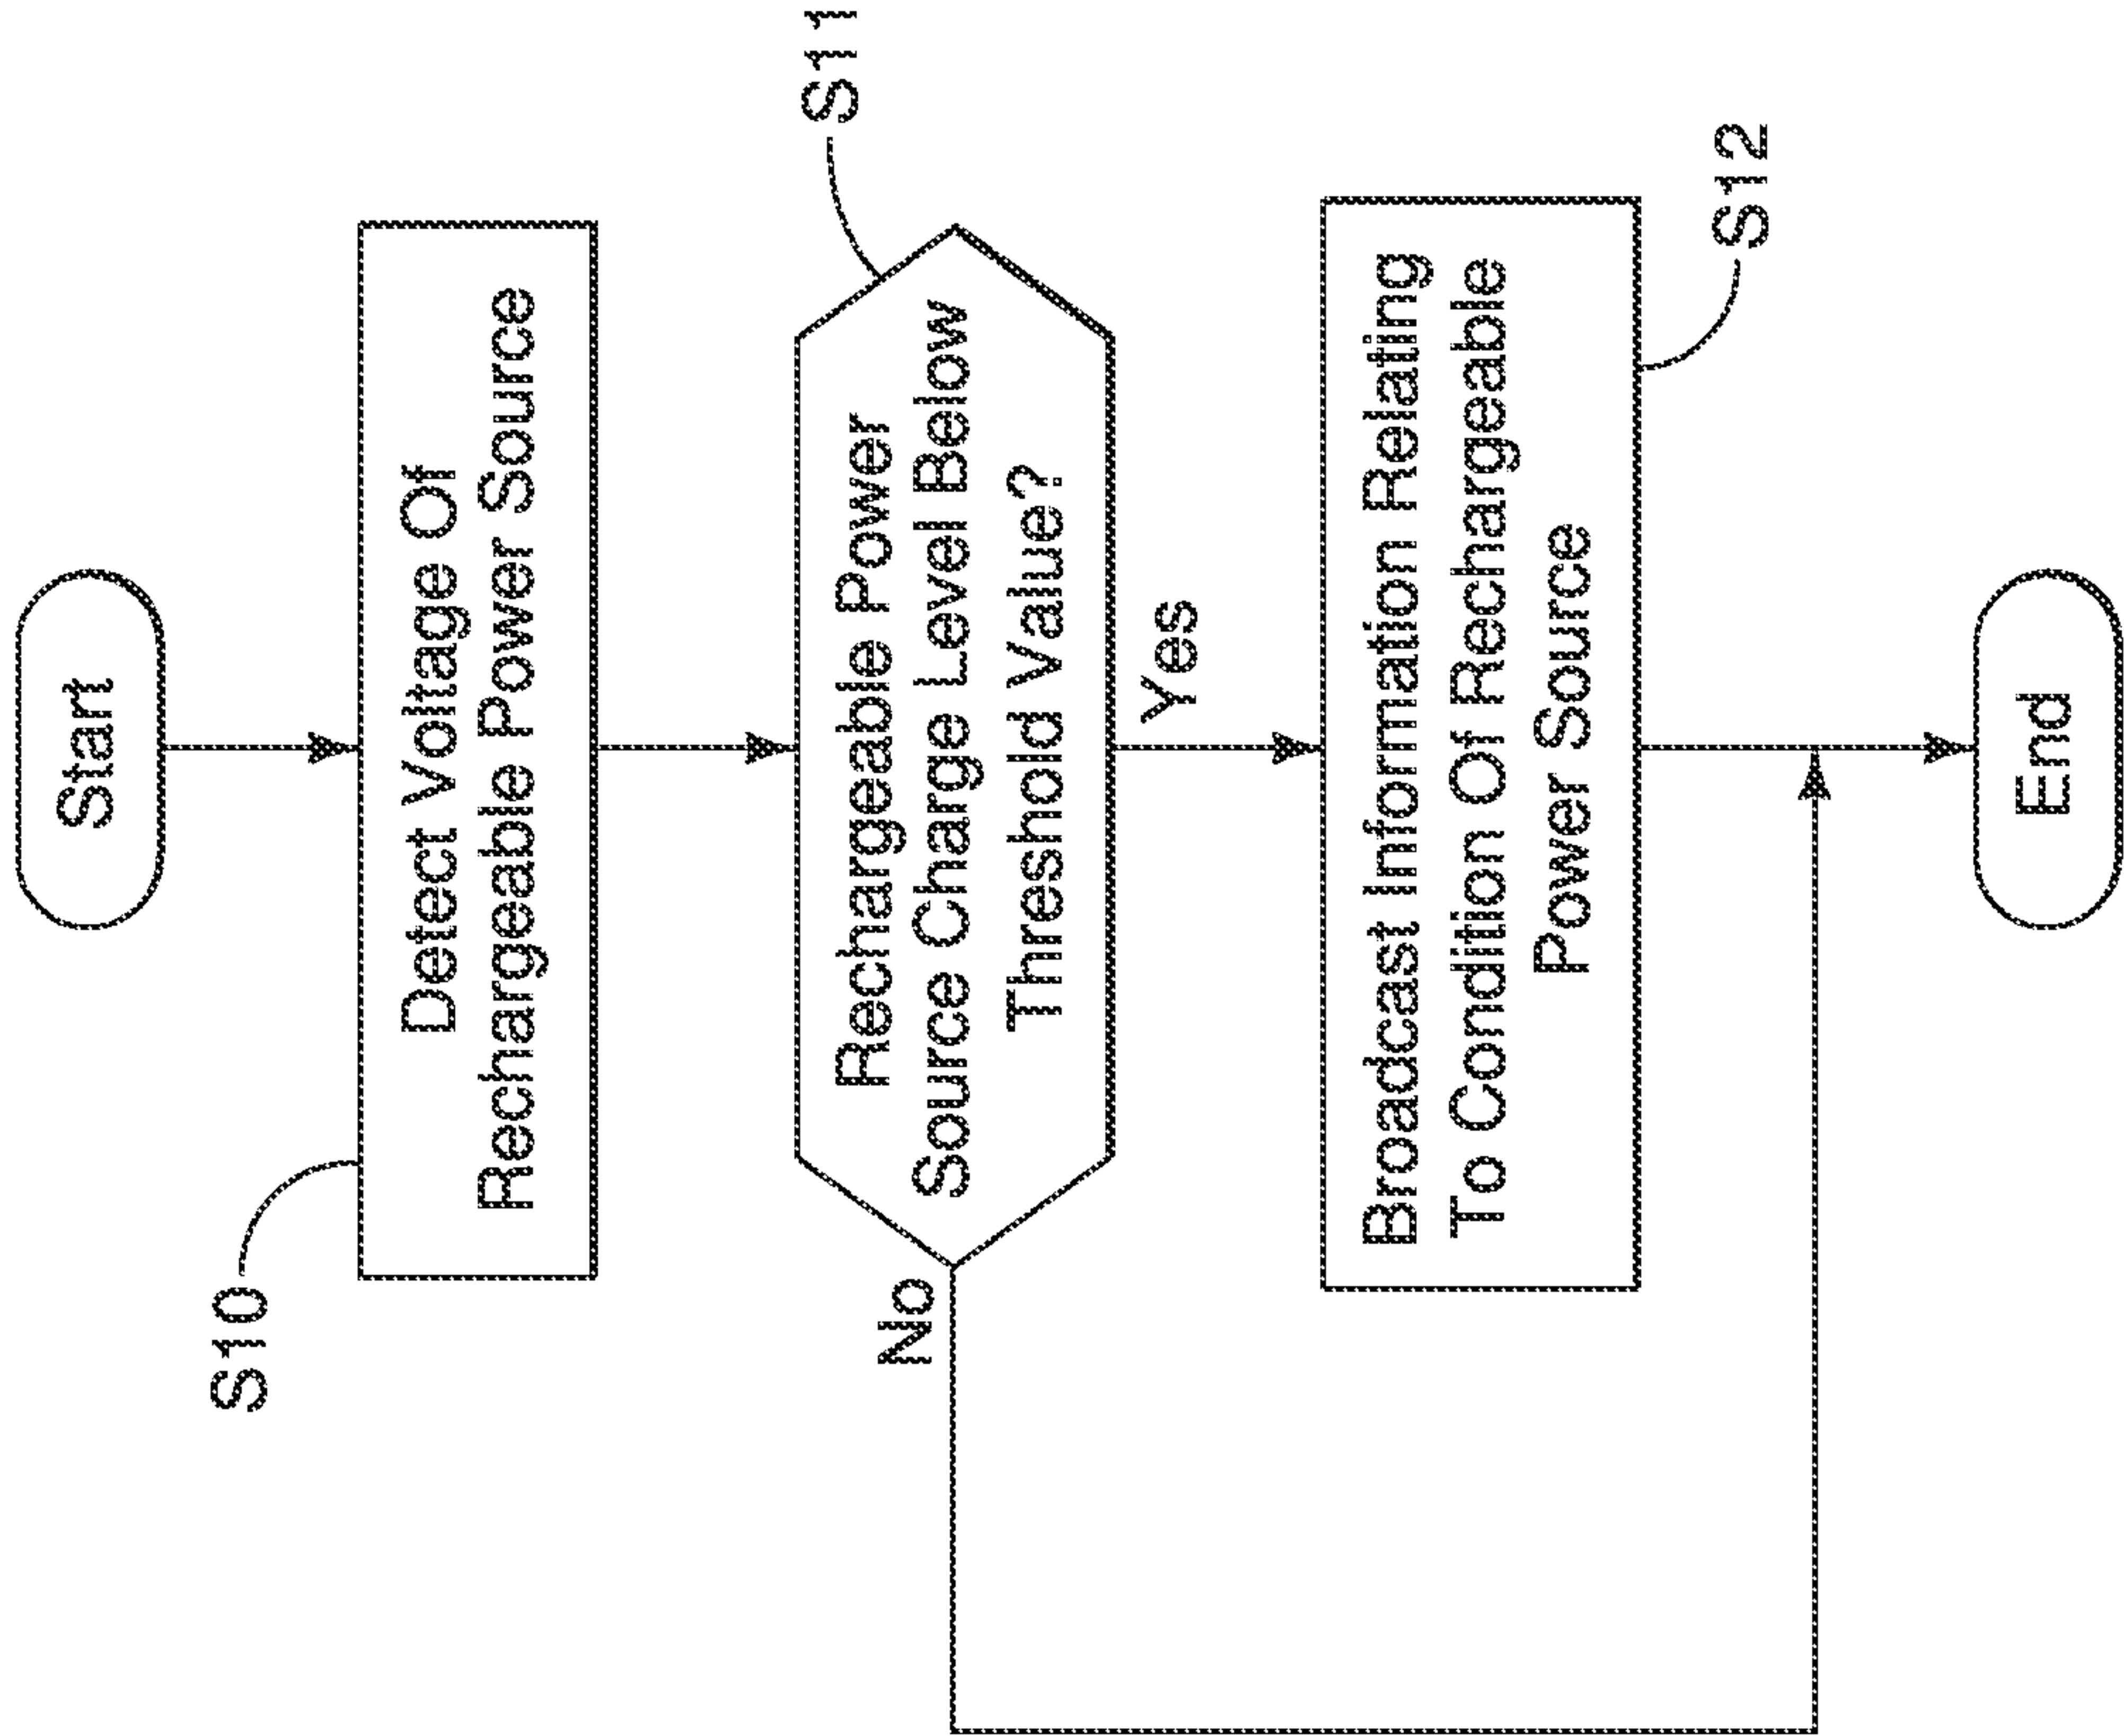 Start
S10
Detect Voltage Of
Rechargeable Power Source
S11
Rechargeable Power
Source Charge Level Below
Threshold Value?
No
Yes
Broadcast Information Relating
To Condition Of Rechargeable
Power Source
S12
End